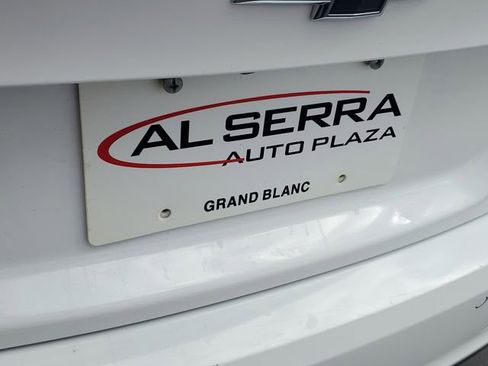 AL SERRA
AUTO PLAZA
GRAND BLANC